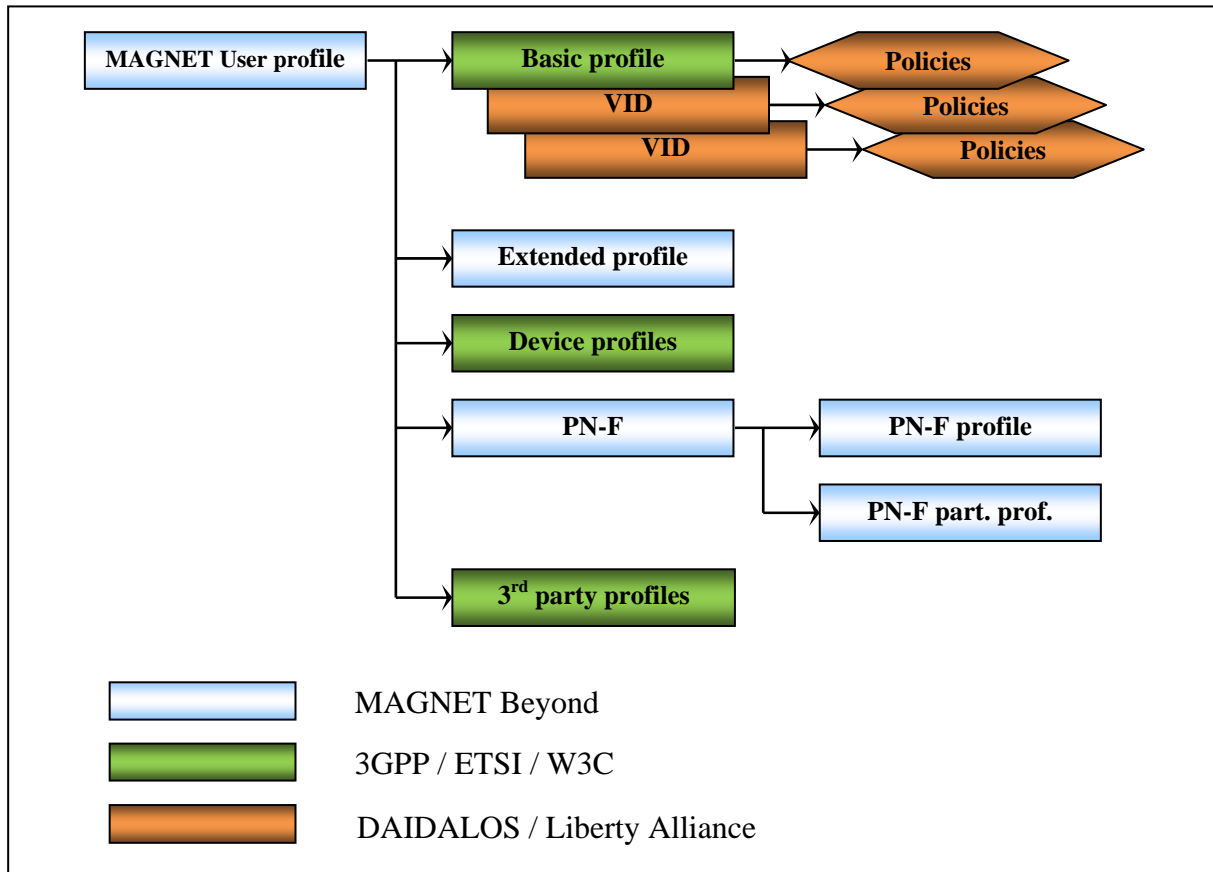 MAGNET User profile
Basic profile
Policies
VID
Policies
VID
Policies
Extended profile
Device profiles
PN-F
PN-F profile
PN-F part. prof.
3rd party profiles
MAGNET Beyond
3GPP / ETSI / W3C
DAIDALOS / Liberty Alliance